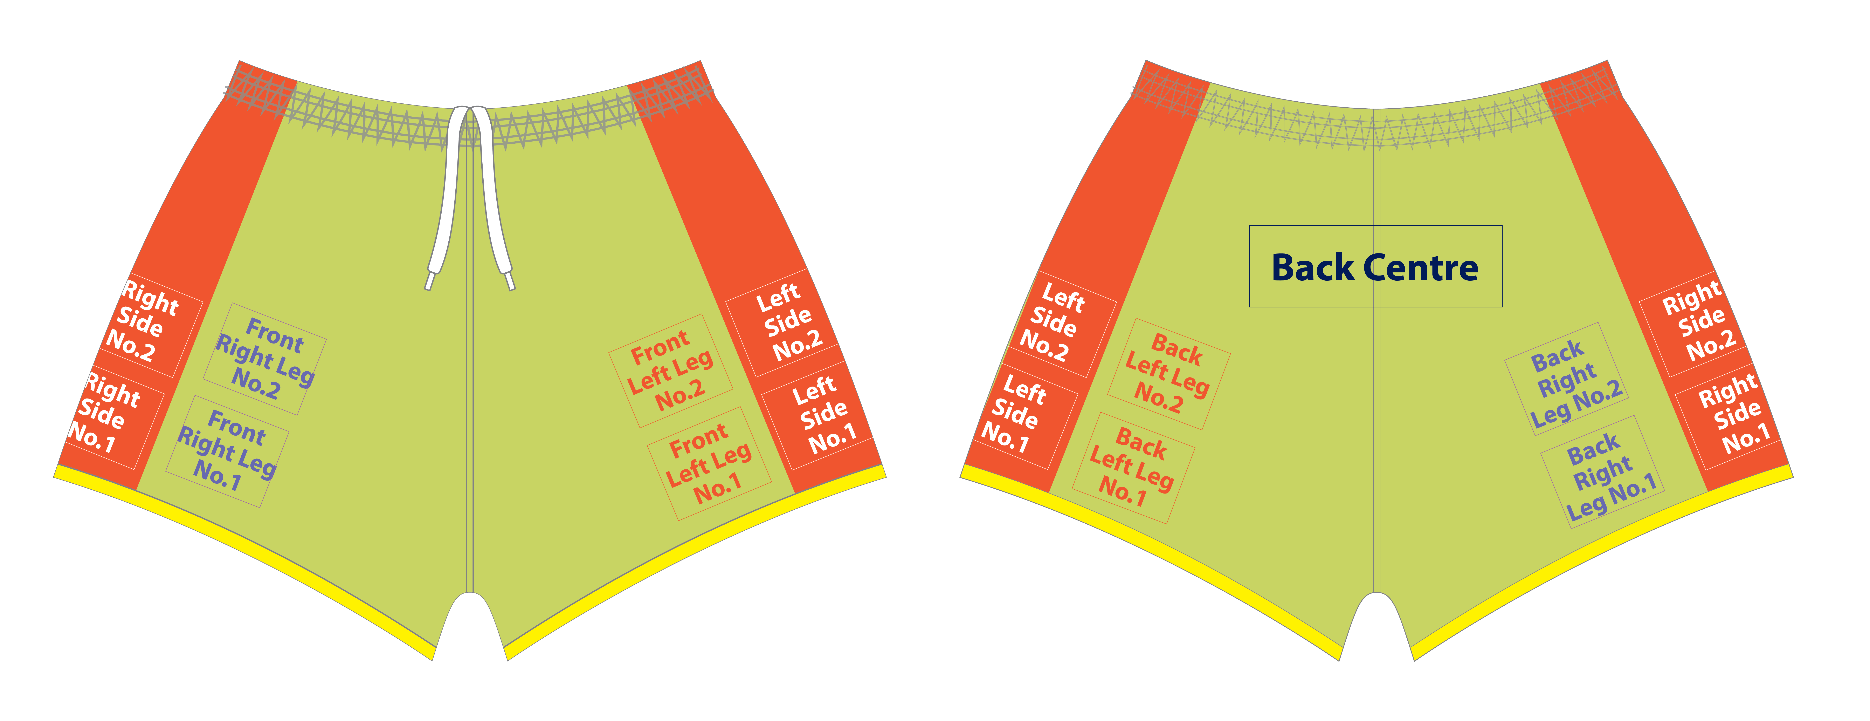 Right
Side
No.2
Right
Side
No.1
Front
Right Leg
No.2
Front
Right Leg
No.1
Front
Left Leg
No.2
Front
Left Leg
No.1
Left
Side
No.2
Left
Side
No.1
Back Centre
Left
Side
No.2
Left
Side
No.1
Back
Left Leg
No.2
Back
Left Leg
No.1
Back
Right
Leg No.2
Back
Right
Leg No.1
Right
Side
No.2
Right
Side
No.1